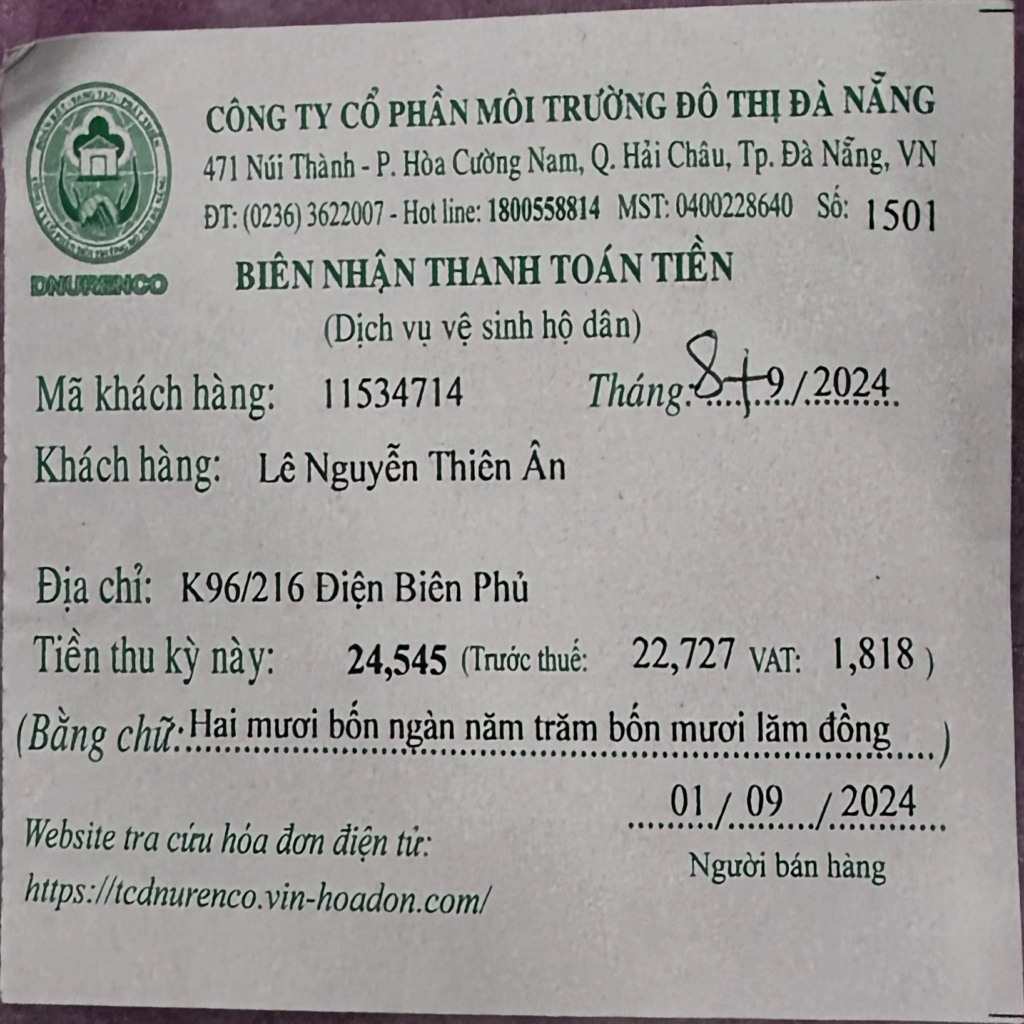 CÔNG TY CỔ PHẦN MÔI TRƯỜNG ĐÔ THỊ ĐÀ NẴNG
471 Núi Thành - P. Hòa Cường Nam, Q. Hải Châu, Tp. Đà Nẵng, VN
ĐT: (0236) 3622007 - Hot line: 1800558814 MST: 0400228640 Số: 1501
DNURENCO
BIÊN NHẬN THANH TOÁN TIỀN
(Dịch vụ vệ sinh hộ dân)
Mã khách hàng: 11534714 Tháng: 8+9/2024
Khách hàng: Lê Nguyễn Thiên Ân
Địa chỉ: K96/216 Điện Biên Phủ
Tiền thu kỳ này: 24,545 (Trước thuế: 22,727 VAT: 1,818 )
(Bằng chữ: Hai mươi bốn ngàn năm trăm bốn mươi lăm đồng )
01 / 09 / 2024
Người bán hàng
Website tra cứu hóa đơn điện tử:
https://tcdnurenco.vin-hoadon.com/